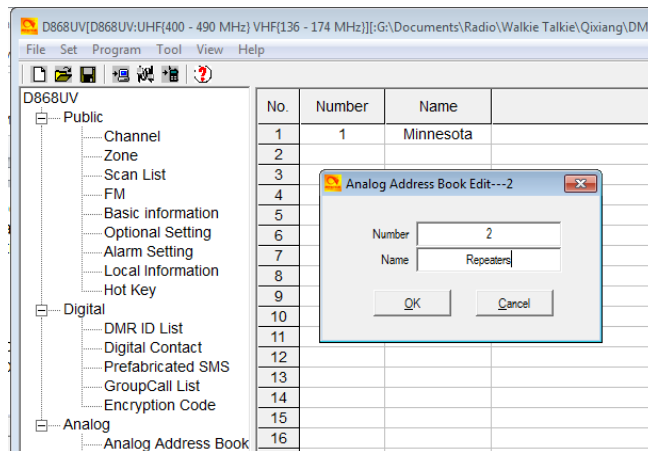 D868UV[D868UV:UHF{400 - 490 MHz} VHF{136 - 174 MHz}][:G:\Documents\Radio\Walkie Talkie\Qixiang\DM
File Set Program Tool View Help
D868UV
Public
Channel
Zone
Scan List
FM
Basic information
Optional Setting
Alarm Setting
Local Information
Hot Key
Digital
DMR ID List
Digital Contact
Prefabricated SMS
GroupCall List
Encryption Code
Analog
Analog Address Book
No. Number Name
1 1 Minnesota
2
3
4
5
6
7
8
9
10
11
12
13
14
15
16
Analog Address Book Edit---2
Number 2
Name Repeaters
OK Cancel